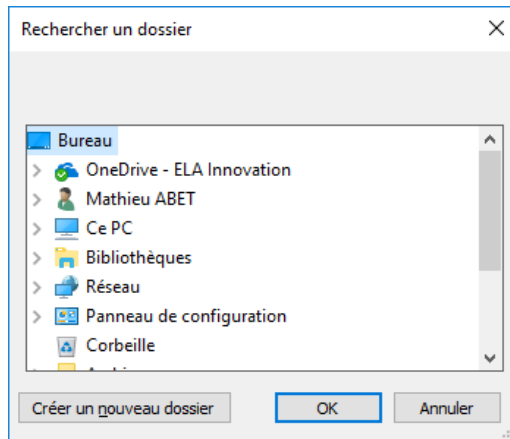 Rechercher un dossier
Bureau
OneDrive - ELA Innovation
Mathieu ABET
Ce PC
Bibliothèques
Réseau
Panneau de configuration
Corbeille
Créer un nouveau dossier
OK
Annuler